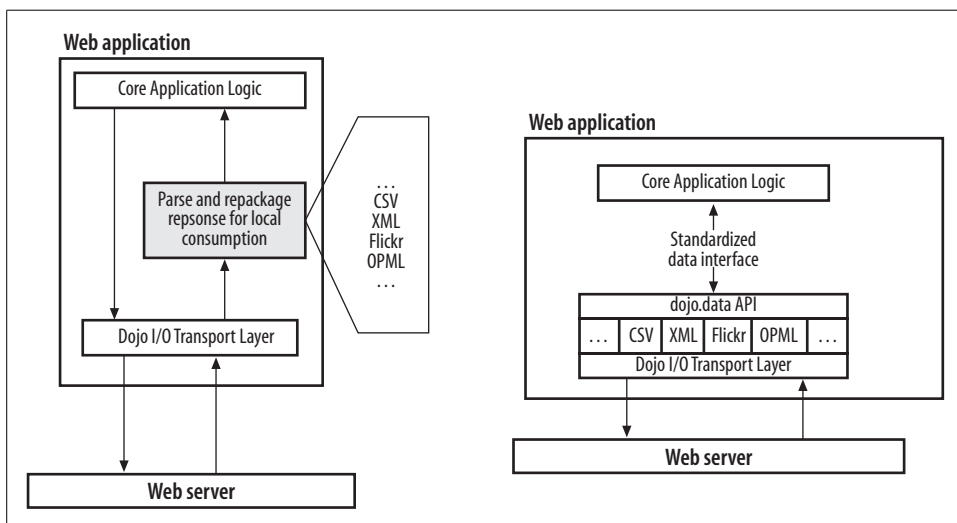 Web application
Core Application Logic
Parse and repackage
repsonse for local
consumption
...
CSV
XML
Flickr
OPML
...
Dojo I/O Transport Layer
Web server
Web application
Core Application Logic
Standardized
data interface
dojo.data API
... CSV XML Flickr OPML ...
Dojo I/O Transport Layer
Web server